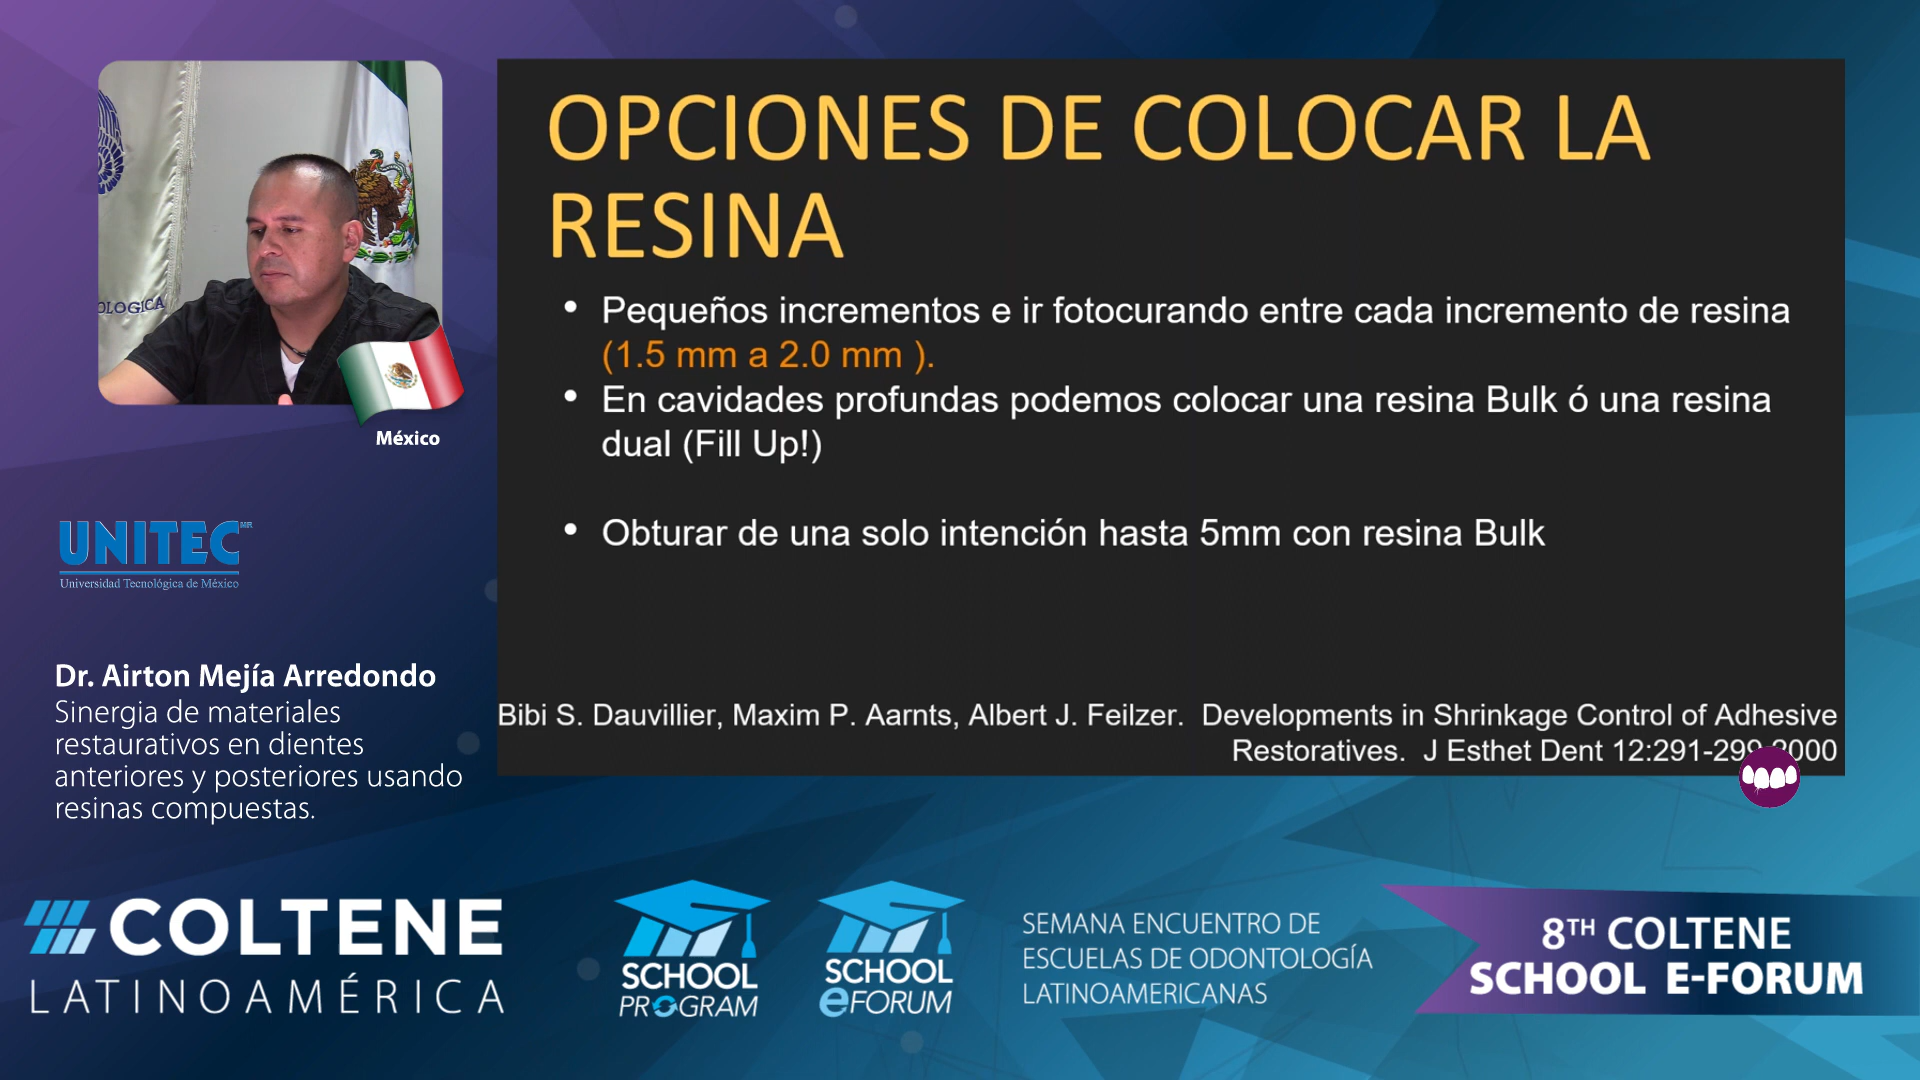 OPCIONES DE COLOCAR LA
RESINA
• Pequeños incrementos e ir fotocurando entre cada incremento de resina
(1.5 mm a 2.0 mm ).
• En cavidades profundas podemos colocar una resina Bulk ó una resina
dual (Fill Up!)
• Obturar de una solo intención hasta 5mm con resina Bulk
Bibi S. Dauvillier, Maxim P. Aarnts, Albert J. Feilzer. Developments in Shrinkage Control of Adhesive
Restoratives. J Esthet Dent 12:291-299,2000
OLOGICA
México
UNITEC MR
Universidad Tecnológica de México
Dr. Airton Mejía Arredondo
Sinergia de materiales
restaurativos en dientes
anteriores y posteriores usando
resinas compuestas.
COLTENE
LATINOAMÉRICA
SCHOOL
PROGRAM
SCHOOL
eFORUM
SEMANA ENCUENTRO DE
ESCUELAS DE ODONTOLOGÍA
LATINOAMERICANAS
8TH COLTENE
SCHOOL E-FORUM